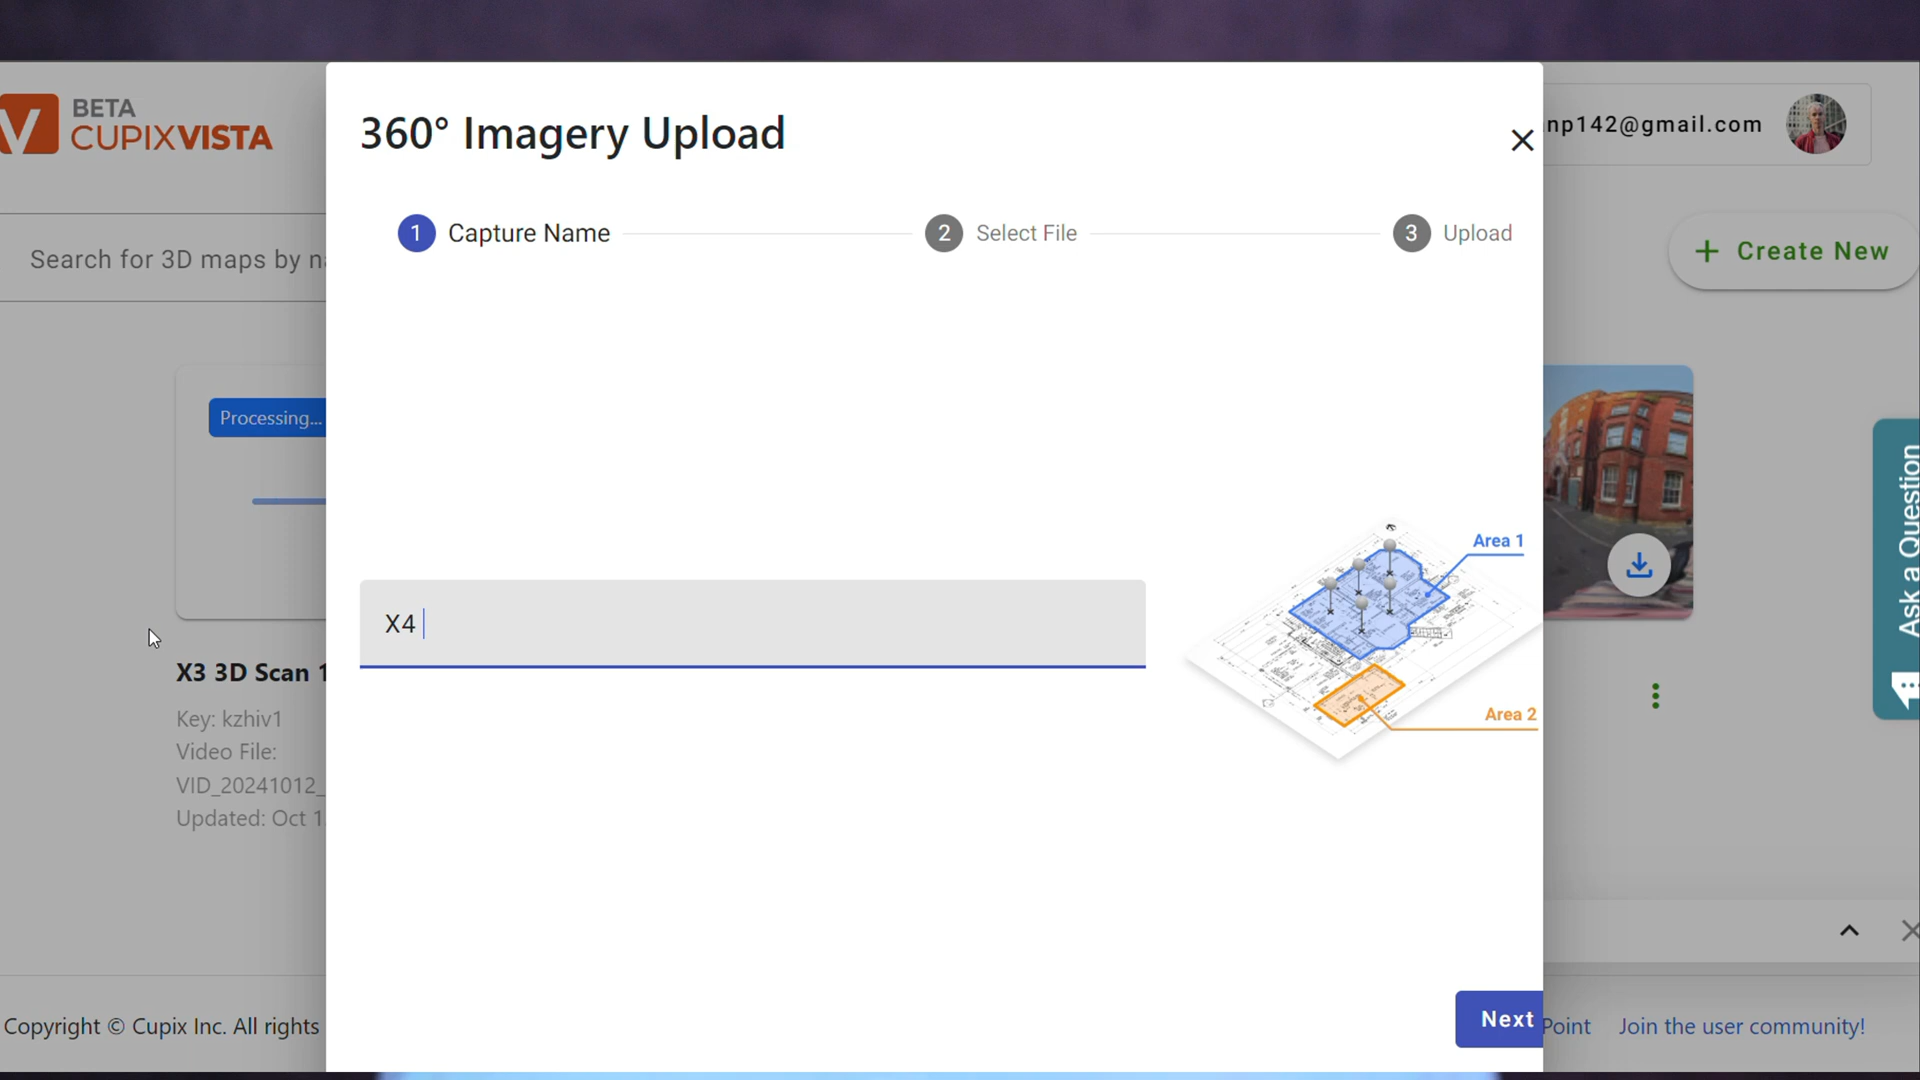 BETA
CUPIXVISTA
360° Imagery Upload
np142@gmail.com
1 Capture Name
2 Select File
3 Upload
Search for 3D maps by
+ Create New
Processing...
Ask a Question
Area 1
X4
Area 2
X3 3D Scan 1
Key: kzhiv1
Video File:
VID_20241012_
Updated: Oct 1
Next
Copyright © Cupix Inc. All rights
Point
Join the user community!